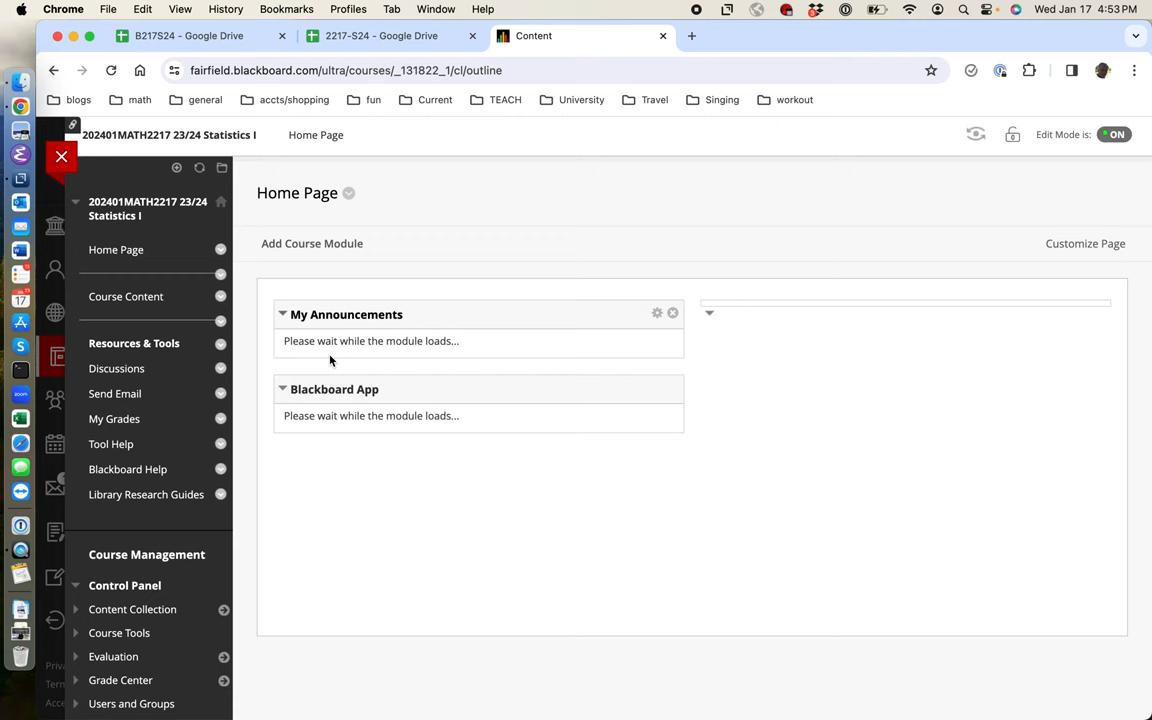 Chrome File Edit View History Bookmarks Profiles Tab Window Help Wed Jan 17 4:53 PM
B217S24 - Google Drive 2217-S24 - Google Drive Content
fairfield.blackboard.com/ultra/courses/_131822_1/cl/outline
blogs math general accts/shopping fun Current TEACH University Travel Singing workout
202401MATH2217 23/24 Statistics I Home Page Edit Mode is: ON
202401MATH2217 23/24
Statistics I
Home Page
Course Content
Resources & Tools
Discussions
Send Email
My Grades
Tool Help
Blackboard Help
Library Research Guides
Course Management
Control Panel
Content Collection
Course Tools
Evaluation
Grade Center
Users and Groups
Priva
Term
Acce
Home Page
Add Course Module Customize Page
My Announcements
Please wait while the module loads...
Blackboard App
Please wait while the module loads...